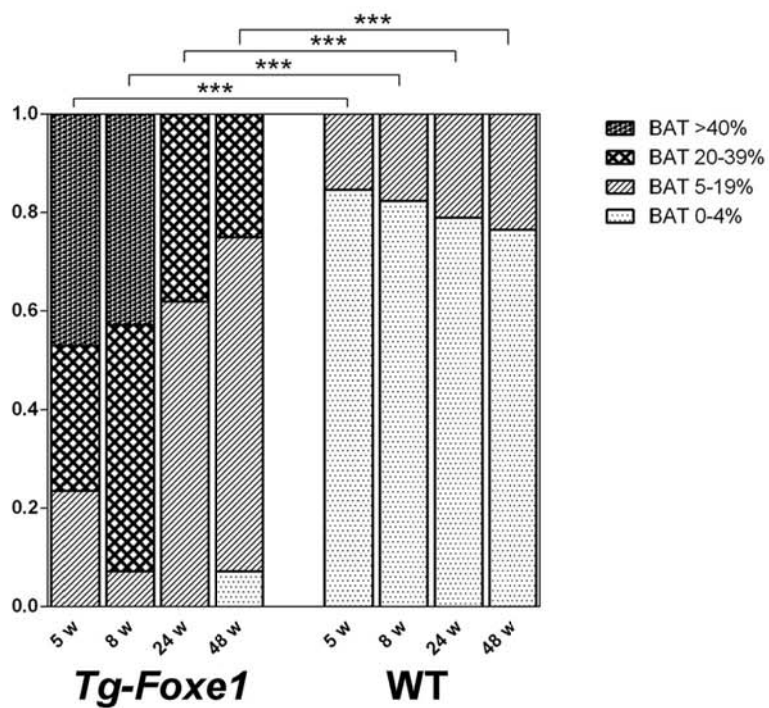 ***
***
***
***
1.0
0.8
0.6
0.4
0.2
0.0
BAT >40%
BAT 20-39%
BAT 5-19%
BAT 0-4%
5 w 8 w 24 w 48 w 5 w 8 w 24 w 48 w
Tg-Foxe1 WT